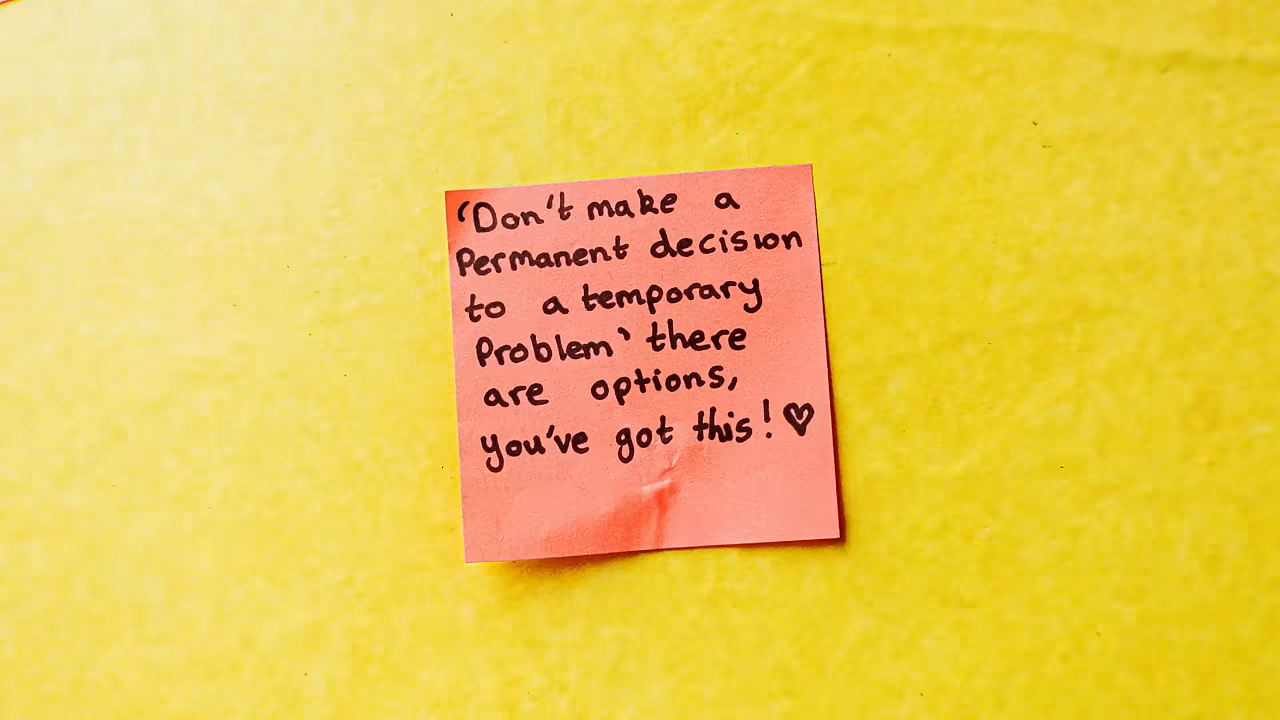 'Don't make a
Permanent decision
to a temporary
Problem' there
are options,
you've got this! ♡